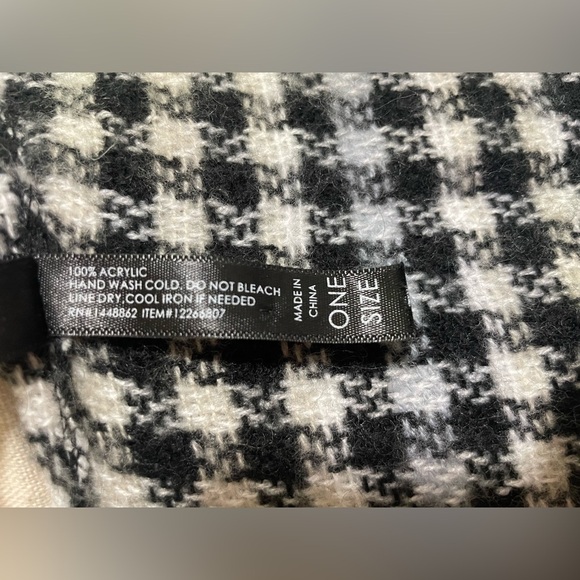 100% ACRYLIC
HAND WASH COLD. DO NOT BLEACH
LINE DRY,COOL IRON IF NEEDED
RN#1448862 ITEM#12266807
MADE IN
CHINA
ONE
SIZE